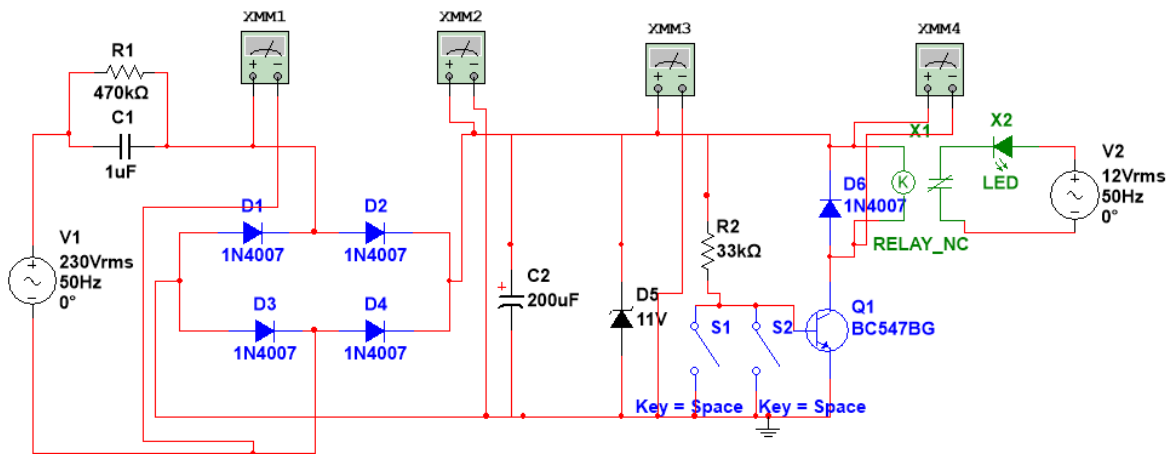 XMM1
XMM2
XMM3
XMM4
R1
470kΩ
C1
1uF
X1
X2
LED
V2
12Vrms
50Hz
0°
K
RELAY_NC
D6
1N4007
D1
1N4007
D2
1N4007
R2
33kΩ
V1
230Vrms
50Hz
0°
C2
200uF
D5
11V
D3
1N4007
D4
1N4007
S1
S2
Q1
BC547BG
Key = Space
Key = Space